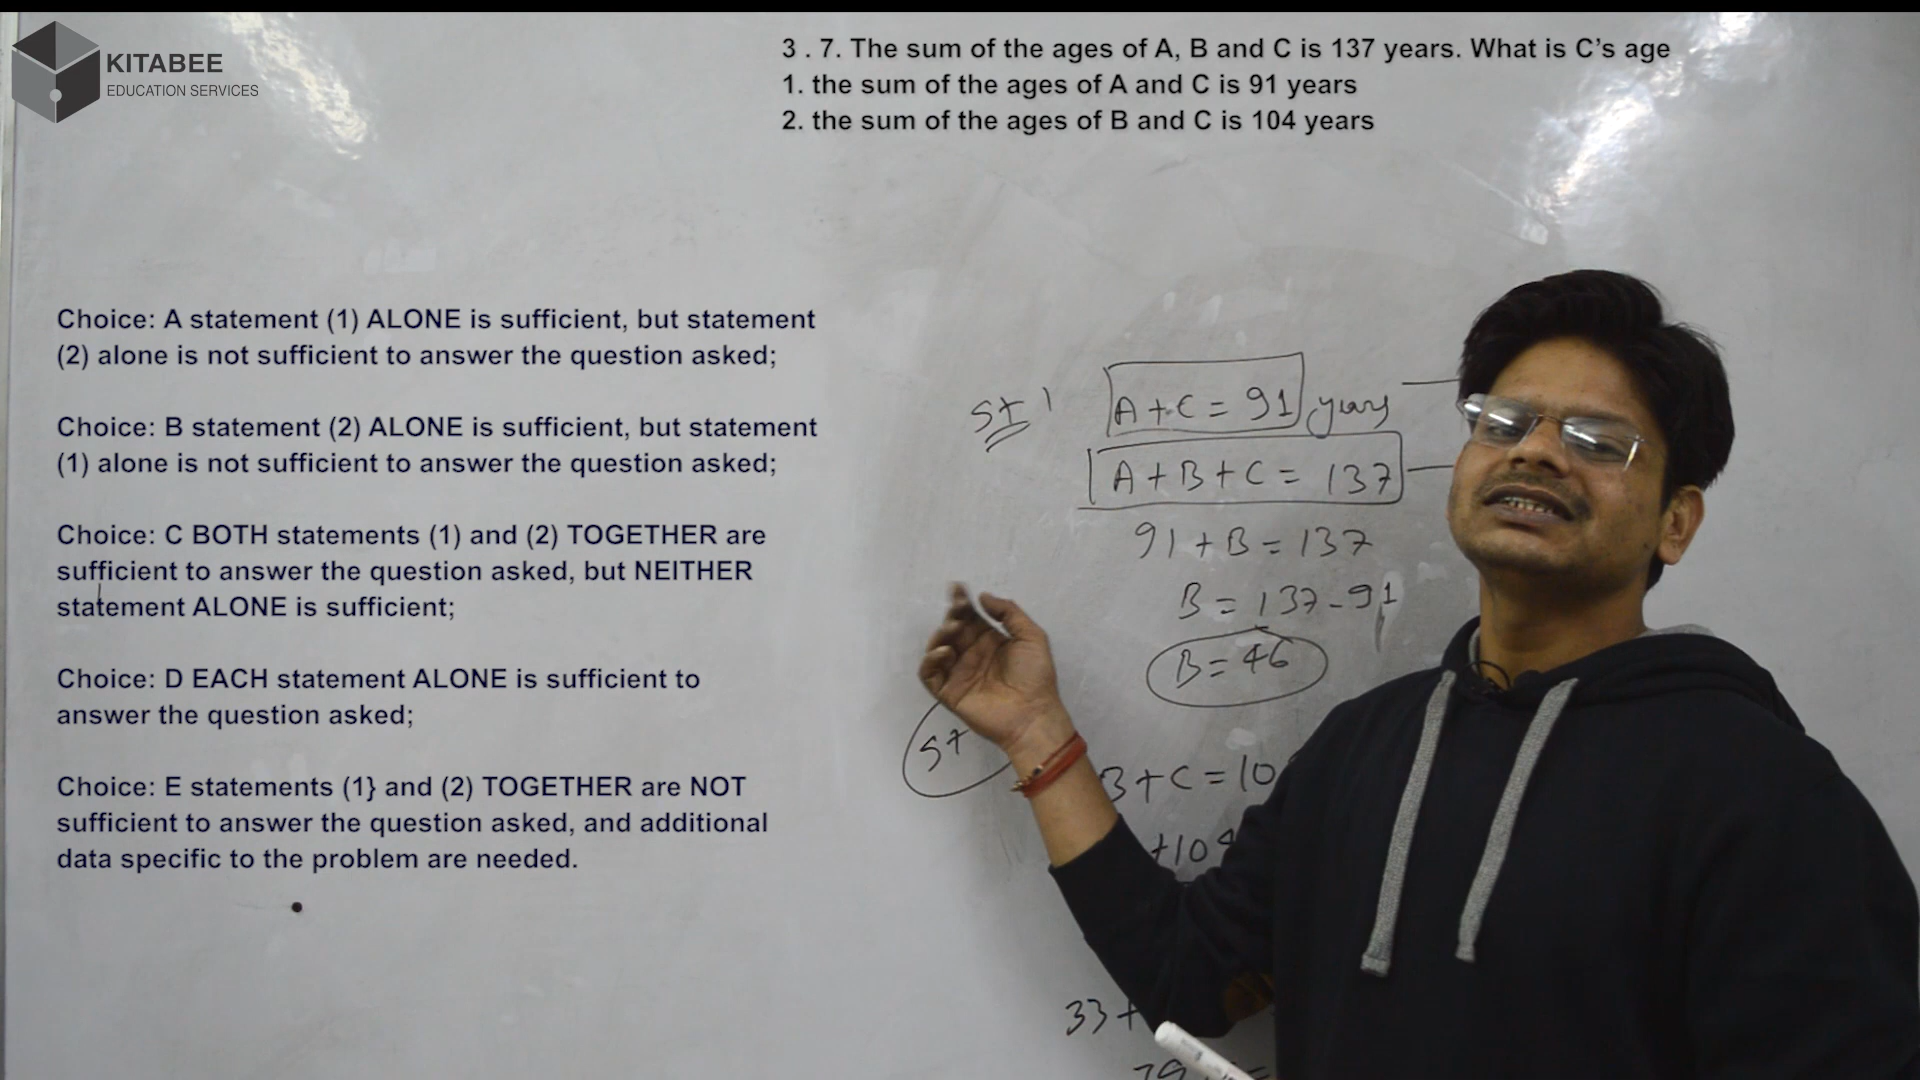 KITABEE
EDUCATION SERVICES
3 . 7. The sum of the ages of A, B and C is 137 years. What is C's age
1. the sum of the ages of A and C is 91 years
2. the sum of the ages of B and C is 104 years
Choice: A statement (1) ALONE is sufficient, but statement
(2) alone is not sufficient to answer the question asked;
Choice: B statement (2) ALONE is sufficient, but statement
(1) alone is not sufficient to answer the question asked;
Choice: C BOTH statements (1) and (2) TOGETHER are
sufficient to answer the question asked, but NEITHER
statement ALONE is sufficient;
Choice: D EACH statement ALONE is sufficient to
answer the question asked;
Choice: E statements (1} and (2) TOGETHER are NOT
sufficient to answer the question asked, and additional
data specific to the problem are needed.
St 1 A+C = 91 years
A+B+C = 137
91+B = 137
B = 137-91
B = 46
St
B+C = 10
+104
33+